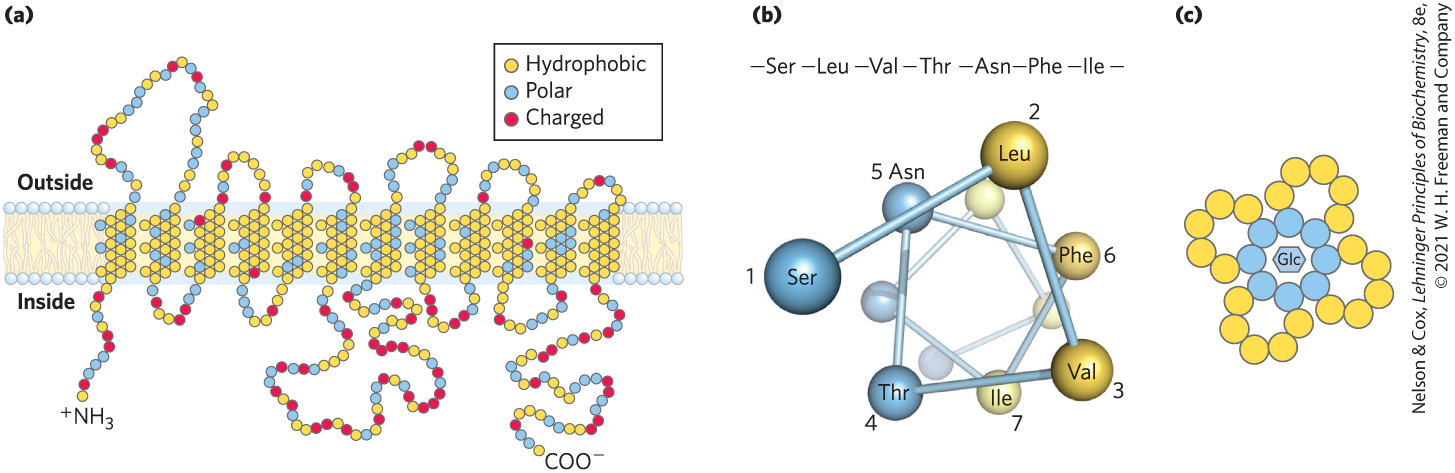 (a)
Hydrophobic
Polar
Charged
Outside
Inside
+NH3
COO−
(b)
—Ser —Leu —Val —Thr —Asn—Phe —Ile —
2
Leu
5 Asn
Phe 6
1 Ser
Thr
Val
Ile
4
7
3
(c)
Glc
Nelson & Cox, Lehninger Principles of Biochemistry, 8e,
© 2021 W. H. Freeman and Company